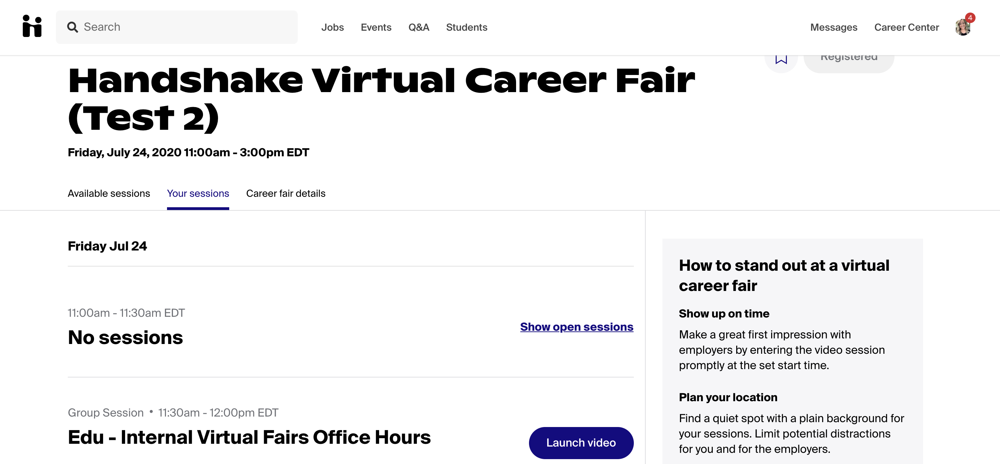 Search
Jobs
Events
Q&A
Students
Messages
Career Center
4
Registered
Handshake Virtual Career Fair
(Test 2)
Friday, July 24, 2020 11:00am - 3:00pm EDT
Available sessions
Your sessions
Career fair details
Friday Jul 24
11:00am - 11:30am EDT
No sessions
Show open sessions
Group Session • 11:30am - 12:00pm EDT
Edu - Internal Virtual Fairs Office Hours
Launch video
How to stand out at a virtual
career fair
Show up on time
Make a great first impression with
employers by entering the video session
promptly at the set start time.
Plan your location
Find a quiet spot with a plain background for
your sessions. Limit potential distractions
for you and for the employers.